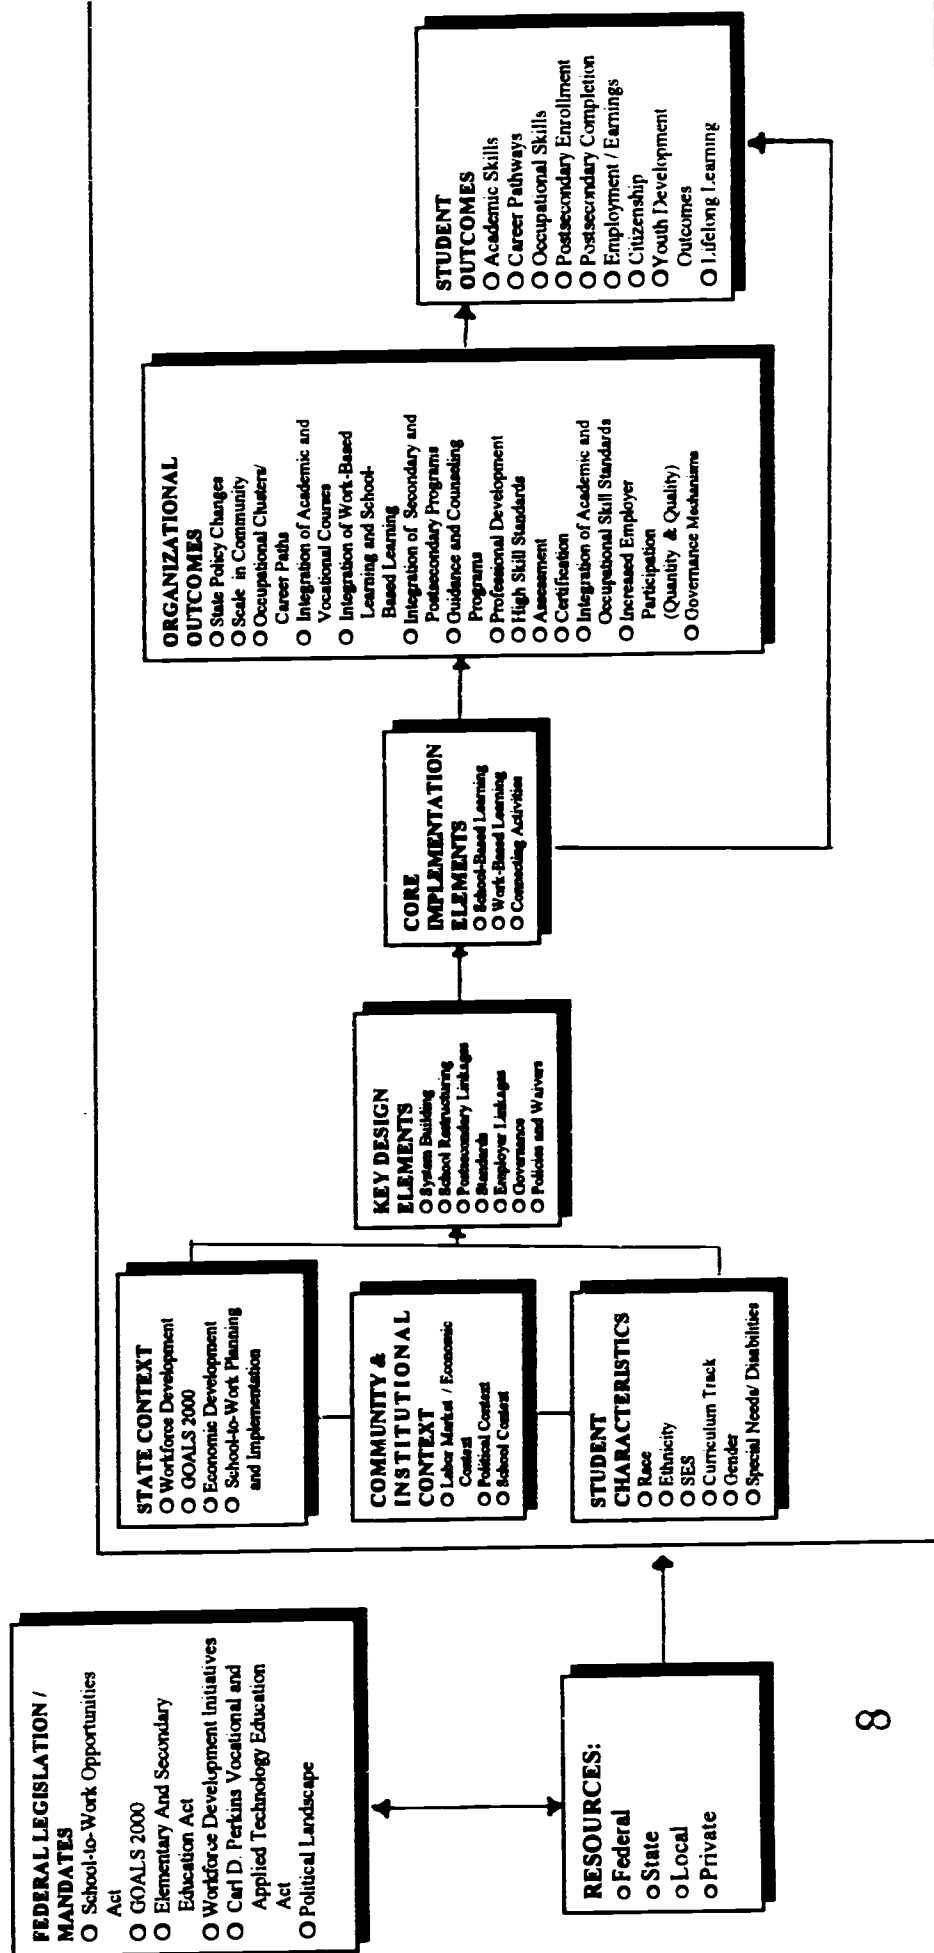 FEDERAL LEGISLATION /
MANDATES
O School-to-Work Opportunities
Act
O GOALS 2000
O Elementary And Secondary
Education Act
O Workforce Development Initiatives
O Carl D. Perkins Vocational and
Applied Technology Education
Act
O Political Landscape
RESOURCES:
O Federal
O State
O Local
O Private
STATE CONTEXT
O Workforce Development
O GOALS 2000
O Economic Development
O School-to-Work Planning
and Implementation
COMMUNITY &
INSTITUTIONAL
CONTEXT
O Labor Market / Economic
Context
O Political Context
O School Context
STUDENT
CHARACTERISTICS
O Race
O Ethnicity
O SES
O Curriculum Track
O Gender
O Special Needs/ Disabilities
KEY DESIGN
ELEMENTS
O System Building
O School Restructuring
O Postsecondary Linkages
O Standards
O Employer Linkages
O Governance
O Policies and Waivers
CORE
IMPLEMENTATION
ELEMENTS
O School-Based Learning
O Work-Based Learning
O Connecting Activities
ORGANIZATIONAL
OUTCOMES
O State Policy Changes
O Scale in Community
O Occupational Clusters/
Career Paths
O Integration of Academic and
Vocational Courses
O Integration of Work-Based
Learning and School-
Based Learning
O Integration of Secondary and
Postsecondary Programs
O Guidance and Counseling
Programs
O Professional Development
O High Skill Standards
O Assessment
O Certification
O Integration of Academic and
Occupational Skill Standards
O Increased Employer
Participation
(Quantity & Quality)
O Governance Mechanisms
STUDENT
OUTCOMES
O Academic Skills
O Career Pathways
O Occupational Skills
O Postsecondary Enrollment
O Postsecondary Completion
O Employment / Earnings
O Citizenship
O Youth Development
Outcomes
O Lifelong Learning
8